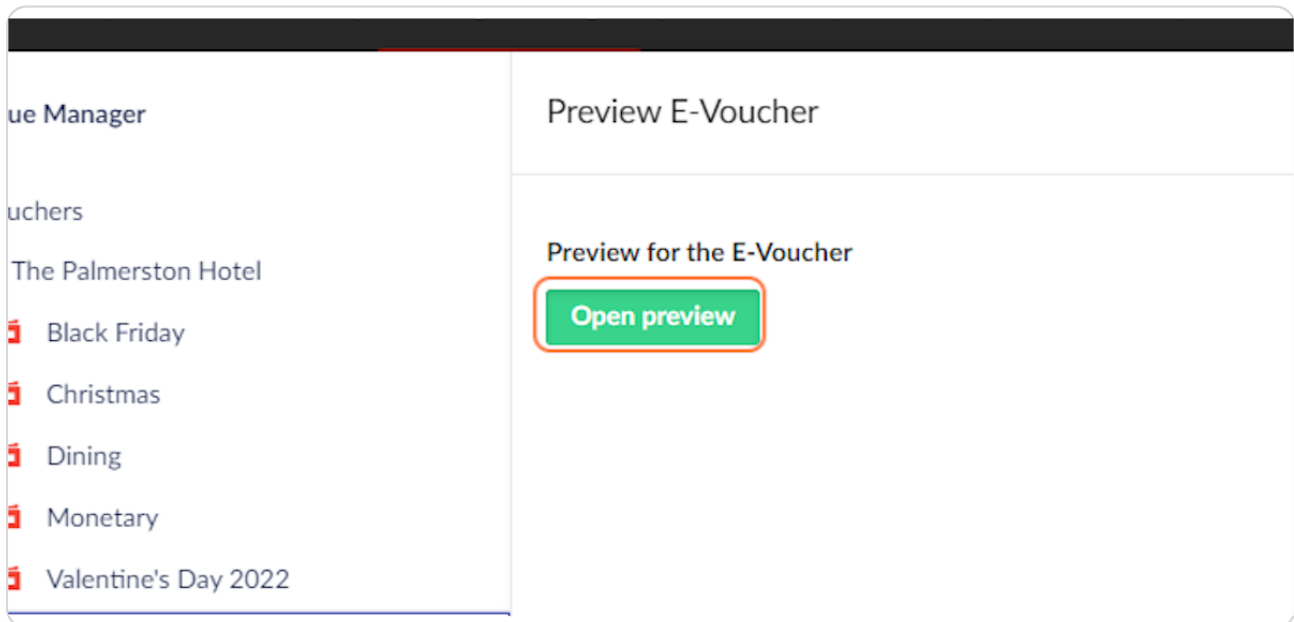 ue Manager
uchers
The Palmerston Hotel
Black Friday
Christmas
Dining
Monetary
Valentine's Day 2022
Preview E-Voucher
Preview for the E-Voucher
Open preview